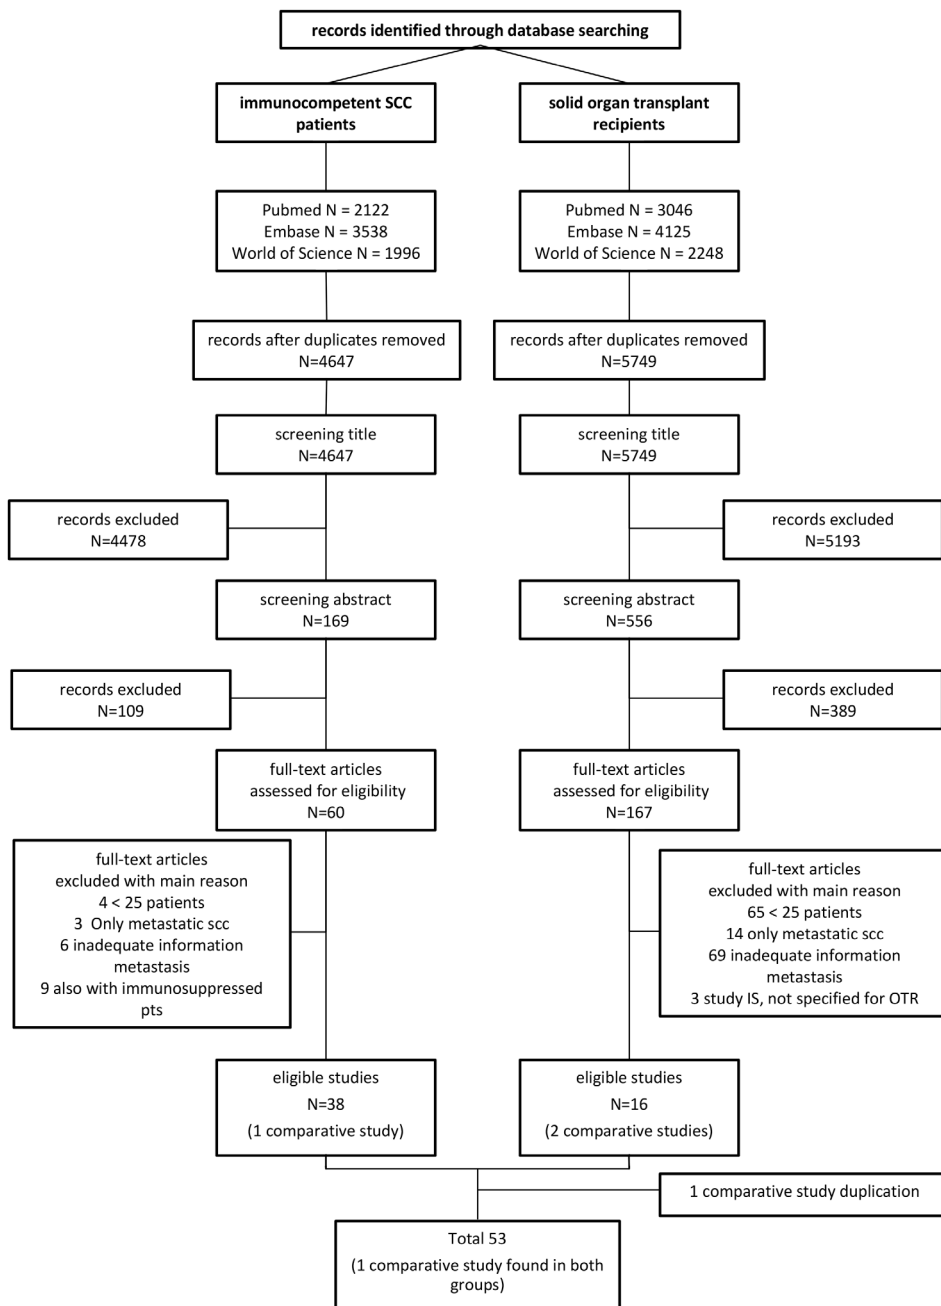 records identified through database searching
immunocompetent SCC
patients
solid organ transplant
recipients
Pubmed N = 2122
Embase N = 3538
World of Science N = 1996
Pubmed N = 3046
Embase N = 4125
World of Science N = 2248
records after duplicates removed
N=4647
records after duplicates removed
N=5749
screening title
N=4647
screening title
N=5749
records excluded
N=4478
records excluded
N=5193
screening abstract
N=169
screening abstract
N=556
records excluded
N=109
records excluded
N=389
full-text articles
assessed for eligibility
N=60
full-text articles
assessed for eligibility
N=167
full-text articles
excluded with main reason
4 < 25 patients
3 Only metastatic scc
6 inadequate information
metastasis
9 also with immunosuppressed
pts
full-text articles
excluded with main reason
65 < 25 patients
14 only metastatic scc
69 inadequate information
metastasis
3 study IS, not specified for OTR
eligible studies
N=38
(1 comparative study)
eligible studies
N=16
(2 comparative studies)
1 comparative study duplication
Total 53
(1 comparative study found in both
groups)